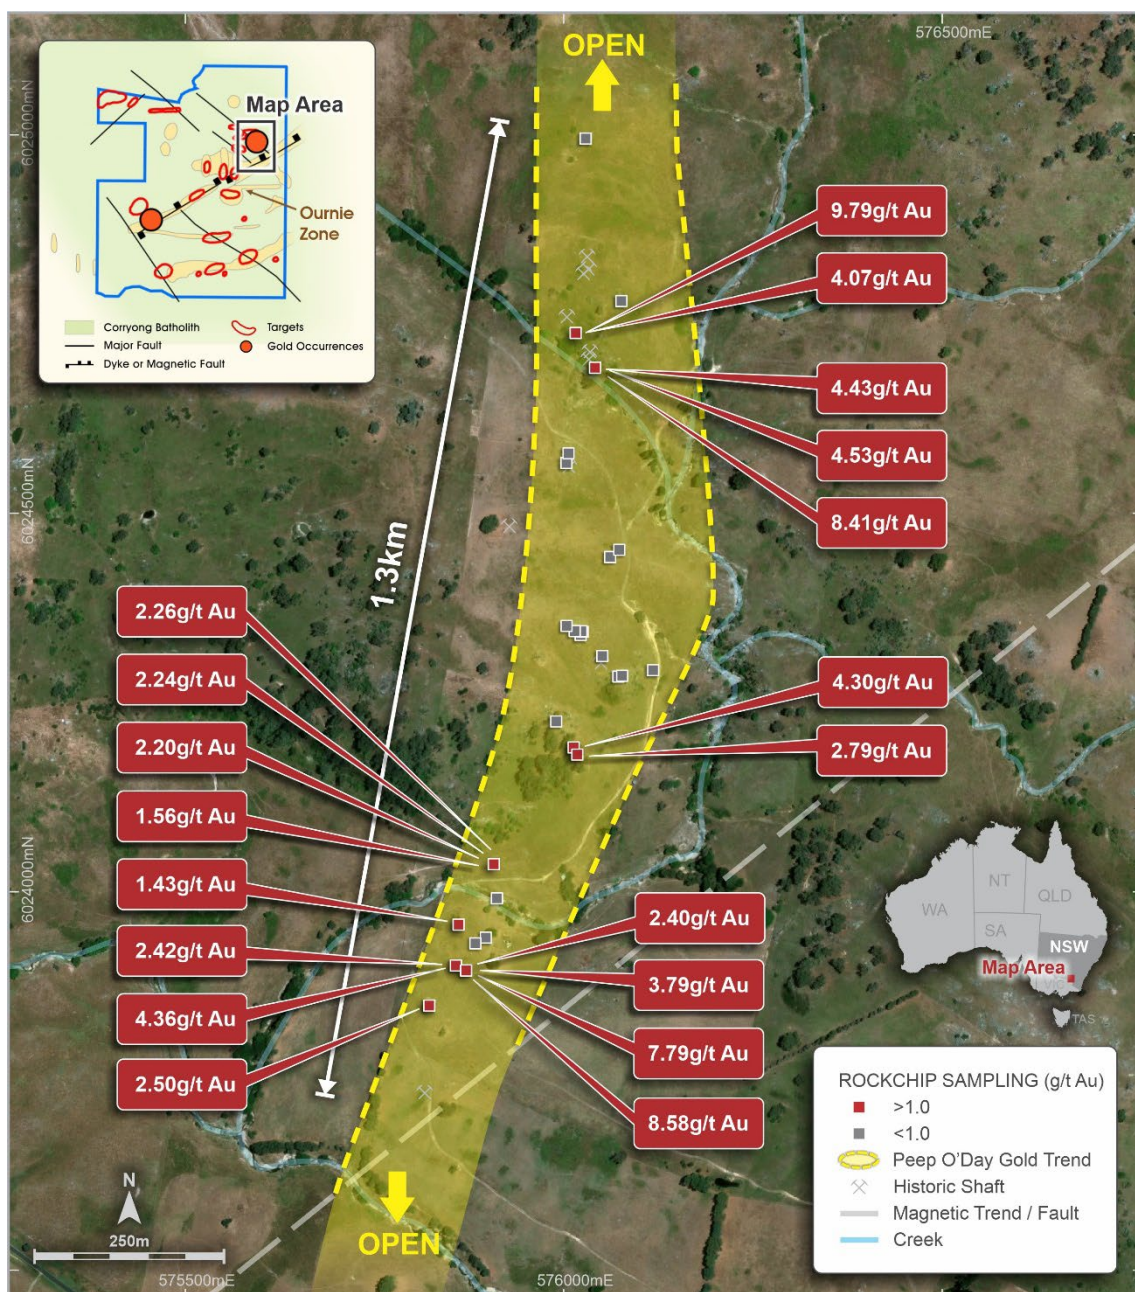 576500mE
OPEN
Map Area
Ournie
Zone
Corryong Batholith
Targets
Major Fault
Gold Occurrences
Dyke or Magnetic Fault
6025000mN
9.79g/t Au
4.07g/t Au
4.43g/t Au
4.53g/t Au
8.41g/t Au
6024500mN
1.3km
2.26g/t Au
2.24g/t Au
2.20g/t Au
1.56g/t Au
1.43g/t Au
2.42g/t Au
4.36g/t Au
2.50g/t Au
4.30g/t Au
2.79g/t Au
6024000mN
2.40g/t Au
3.79g/t Au
7.79g/t Au
8.58g/t Au
WA
NT
QLD
SA
NSW
Map Area
VIC
TAS
ROCKCHIP SAMPLING (g/t Au)
>1.0
<1.0
Peep O'Day Gold Trend
Historic Shaft
Magnetic Trend / Fault
Creek
N
250m
OPEN
575500mE
576000mE